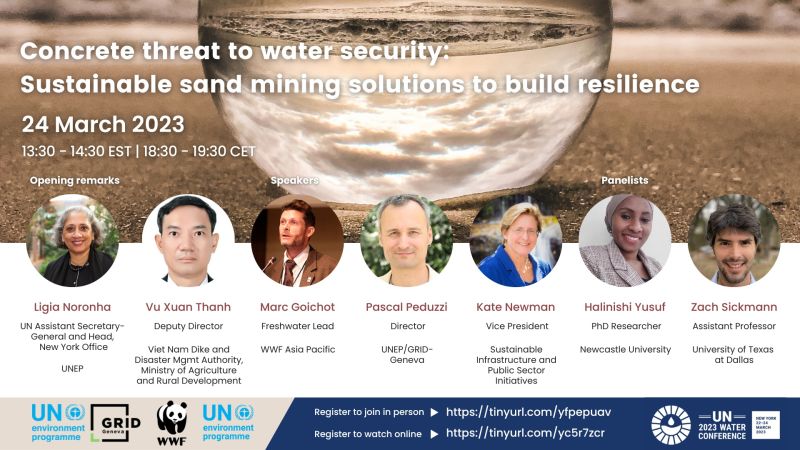 Concrete threat to water security:
Sustainable sand mining solutions to build resilience
24 March 2023
13:30 - 14:30 EST | 18:30 - 19:30 CET
Opening remarks
Speakers
Panelists
Ligia Noronha
UN Assistant Secretary-
General and Head,
New York Office
UNEP
Vu Xuan Thanh
Deputy Director
Viet Nam Dike and
Disaster Mgmt Authority,
Ministry of Agriculture
and Rural Development
Marc Goichot
Freshwater Lead
WWF Asia Pacific
Pascal Peduzzi
Director
UNEP/GRID-
Geneva
Kate Newman
Vice President
Sustainable
Infrastructure and
Public Sector
Initiatives
Halinishi Yusuf
PhD Researcher
Newcastle University
Zach Sickmann
Assistant Professor
University of Texas
at Dallas
UN
environment
programme
GRID
Geneva
WWF
UN
environment
programme
Register to join in person https://tinyurl.com/yfpepuav
Register to watch online https://tinyurl.com/yc5r7zcr
UN
2023 WATER
CONFERENCE
NEW YORK
22-24
MARCH
2023